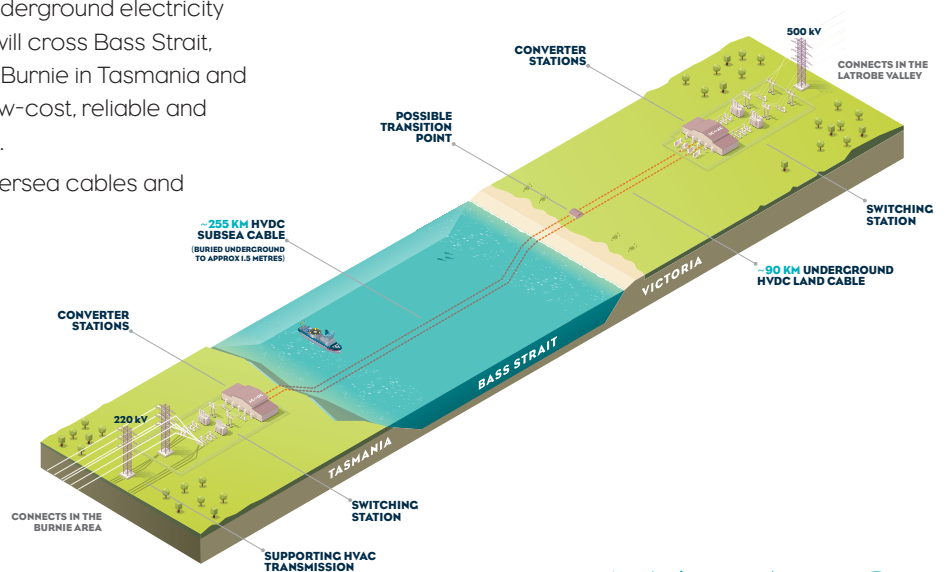 derground electricity
will cross Bass Strait,
Burnie in Tasmania and
w-cost, reliable and
.
ersea cables and
500 kV
CONVERTER
STATIONS
CONNECTS IN THE
LATROBE VALLEY
POSSIBLE
TRANSITION
POINT
SWITCHING
STATION
~255 KM HVDC
SUBSEA CABLE
(BURIED UNDERGROUND
TO APPROX 1.5 METRES)
~90 KM UNDERGROUND
HVDC LAND CABLE
VICTORIA
CONVERTER
STATIONS
BASS STRAIT
220 kV
TASMANIA
SWITCHING
STATION
CONNECTS IN THE
BURNIE AREA
SUPPORTING HVAC
TRANSMISSION